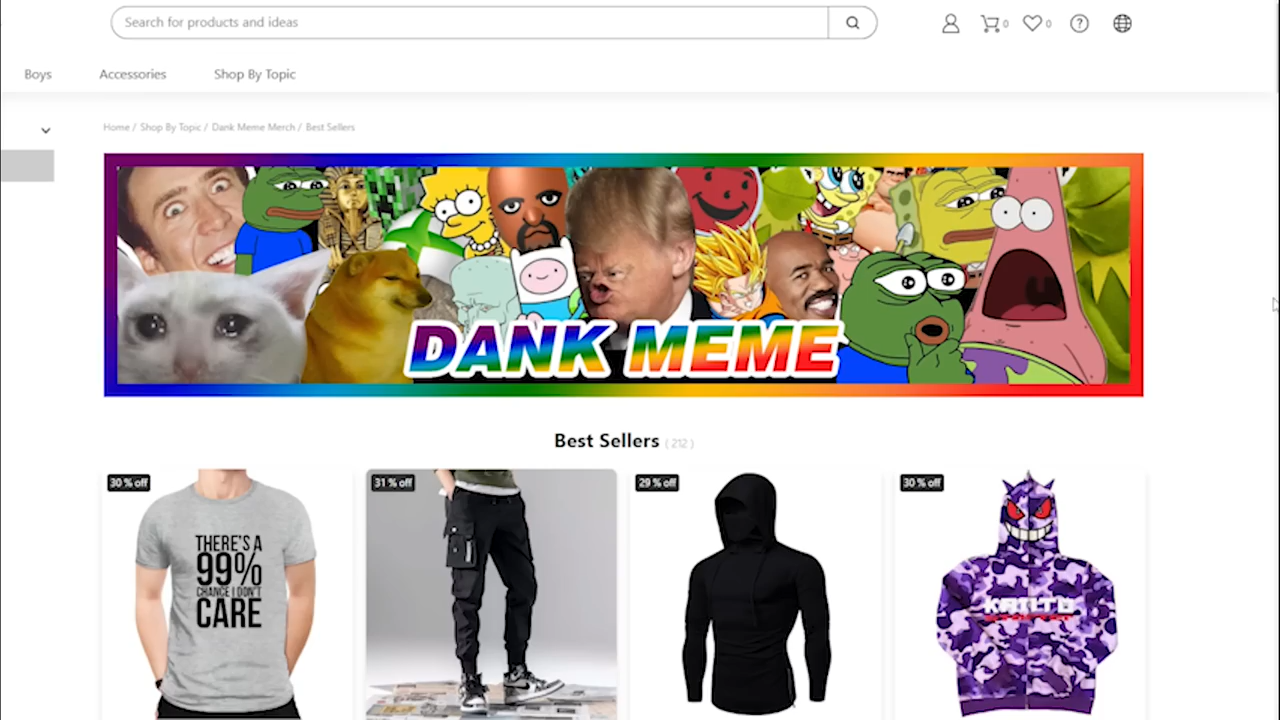 Search for products and ideas
0
0
Boys
Accessories
Shop By Topic
Home / Shop By Topic / Dank Meme Merch / Best Sellers
DANK MEME
Best Sellers ( 212 )
30 % off
31 % off
29 % off
30 % off
THERE'S A
99%
CHANCE I DON'T
CARE